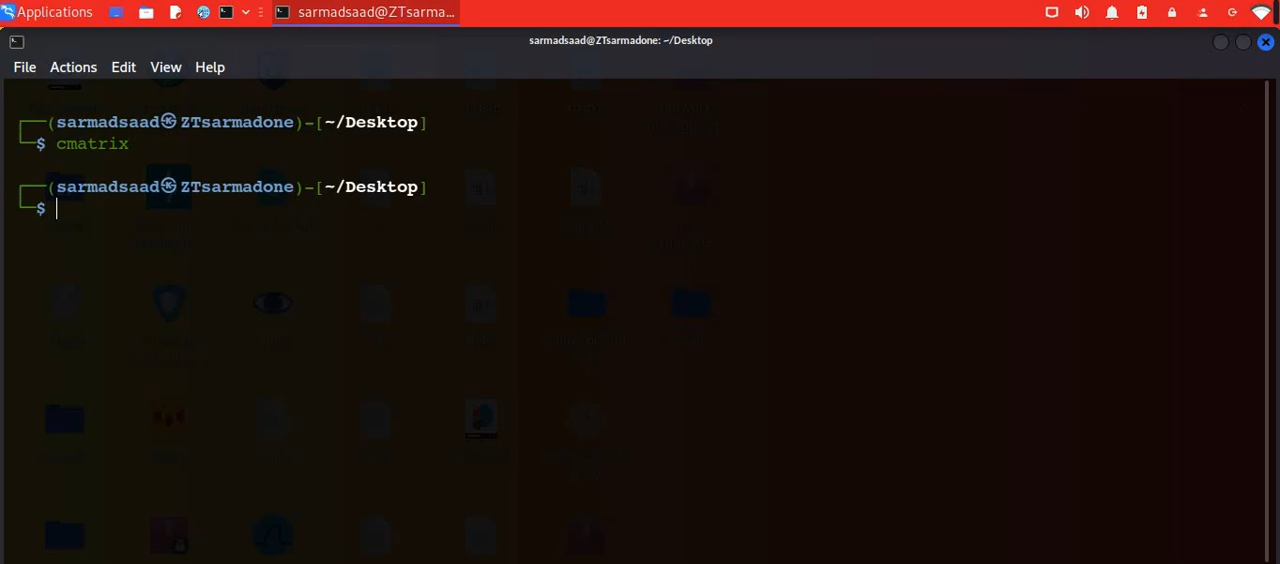 Applications
sarmadsaad@ZTsarma...
sarmadsaad@ZTsarmadone: ~/Desktop
File Actions Edit View Help
┌──(sarmadsaad㉿ZTsarmadone)-[~/Desktop]
└─$ cmatrix
┌──(sarmadsaad㉿ZTsarmadone)-[~/Desktop]
└─$